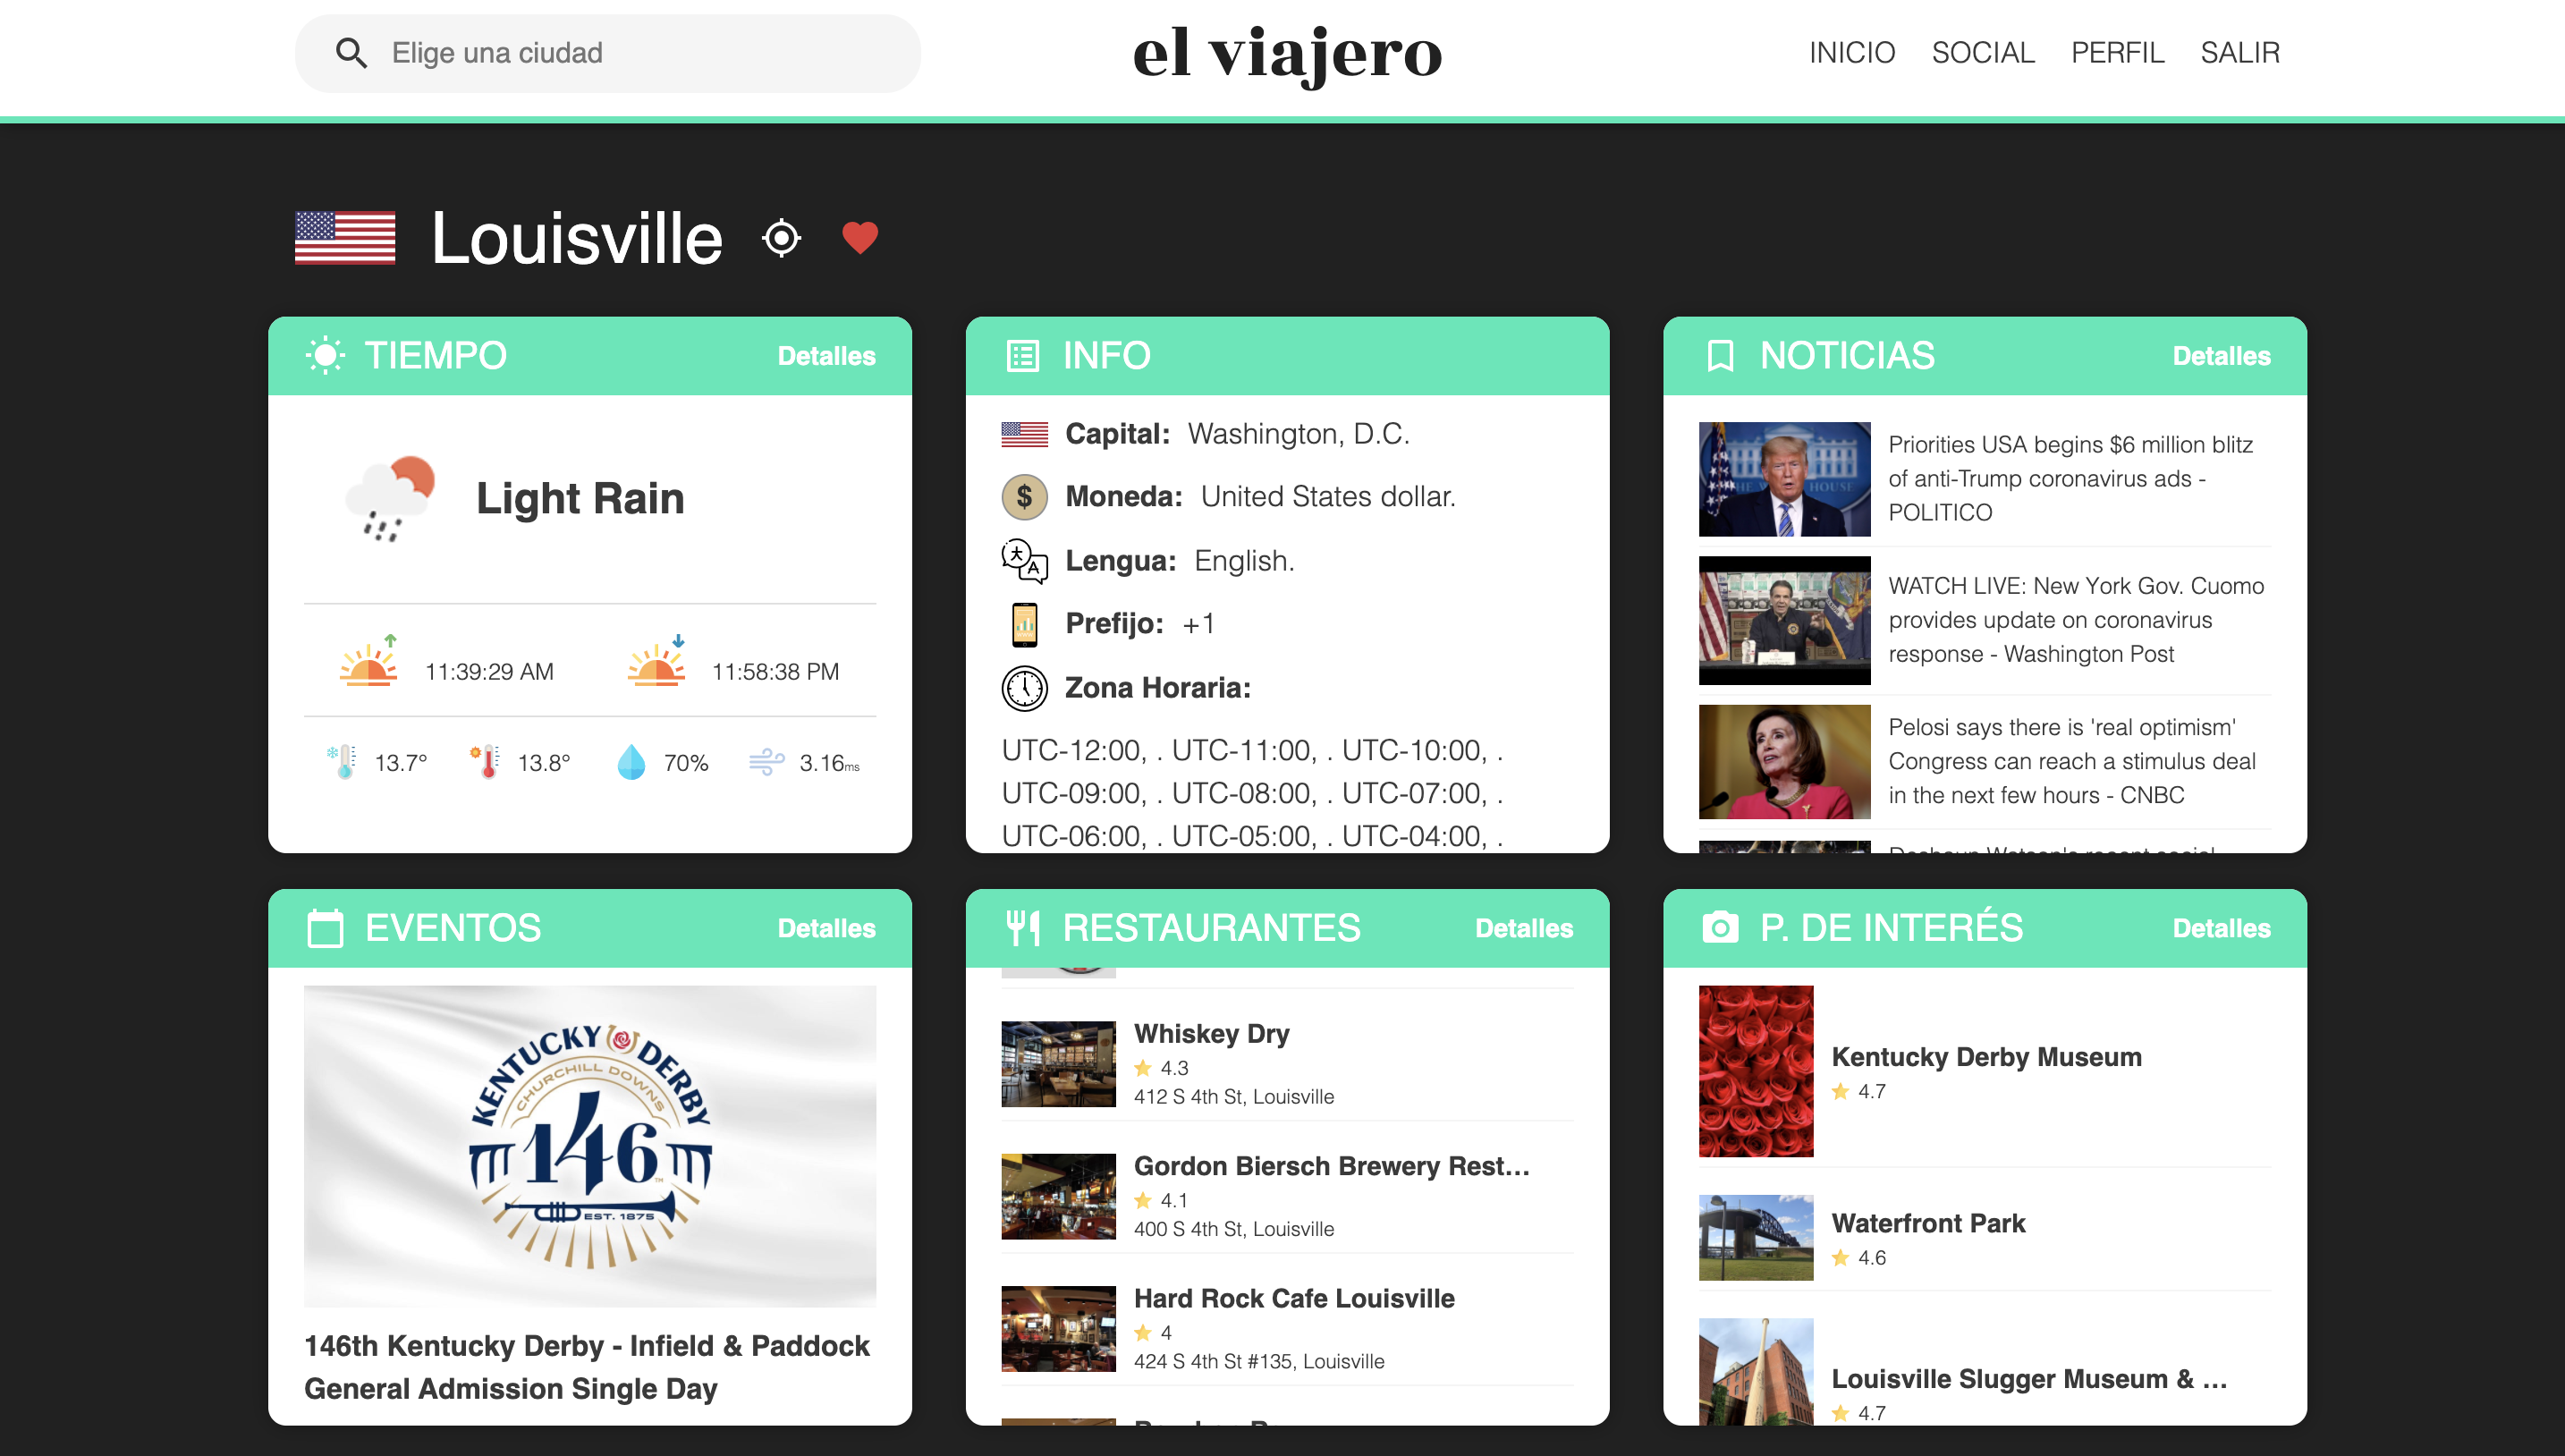 Elige una ciudad
el viajero
INICIO SOCIAL PERFIL SALIR
Louisville
TIEMPO
Detalles
Light Rain
11:39:29 AM
11:58:38 PM
13.7°
13.8°
70%
3.16ms
INFO
Capital: Washington, D.C.
$
Moneda: United States dollar.
Lengua: English.
Prefijo: +1
Zona Horaria:
UTC-12:00, . UTC-11:00, . UTC-10:00, .
UTC-09:00, . UTC-08:00, . UTC-07:00, .
UTC-06:00, . UTC-05:00, . UTC-04:00, .
NOTICIAS
Detalles
Priorities USA begins $6 million blitz
of anti-Trump coronavirus ads -
POLITICO
WATCH LIVE: New York Gov. Cuomo
provides update on coronavirus
response - Washington Post
Pelosi says there is 'real optimism'
Congress can reach a stimulus deal
in the next few hours - CNBC
EVENTOS
Detalles
KENTUCKY DERBY
CHURCHILL DOWNS
146
EST. 1875
146th Kentucky Derby - Infield & Paddock
General Admission Single Day
RESTAURANTES
Detalles
Whiskey Dry
4.3
412 S 4th St, Louisville
Gordon Biersch Brewery Rest...
4.1
400 S 4th St, Louisville
Hard Rock Cafe Louisville
4
424 S 4th St #135, Louisville
P. DE INTERÉS
Detalles
Kentucky Derby Museum
4.7
Waterfront Park
4.6
Louisville Slugger Museum & ...
4.7